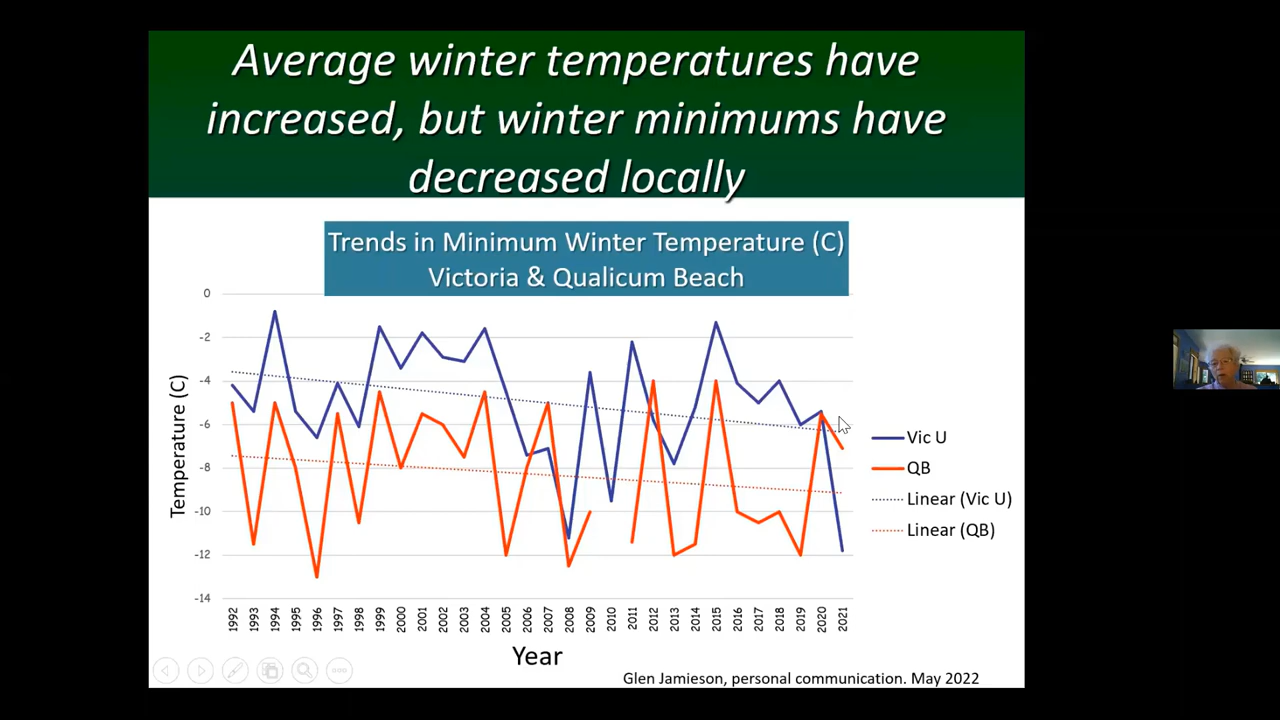 Average winter temperatures have
increased, but winter minimums have
decreased locally
Trends in Minimum Winter Temperature (C)
Victoria & Qualicum Beach
Temperature (C)
0
-2
-4
-6
-8
-10
-12
-14
1992 1993 1994 1995 1996 1997 1998 1999 2000 2001 2002 2003 2004 2005 2006 2007 2008 2009 2010 2011 2012 2013 2014 2015 2016 2017 2018 2019 2020 2021
Year
Vic U
QB
Linear (Vic U)
Linear (QB)
Glen Jamieson, personal communication. May 2022